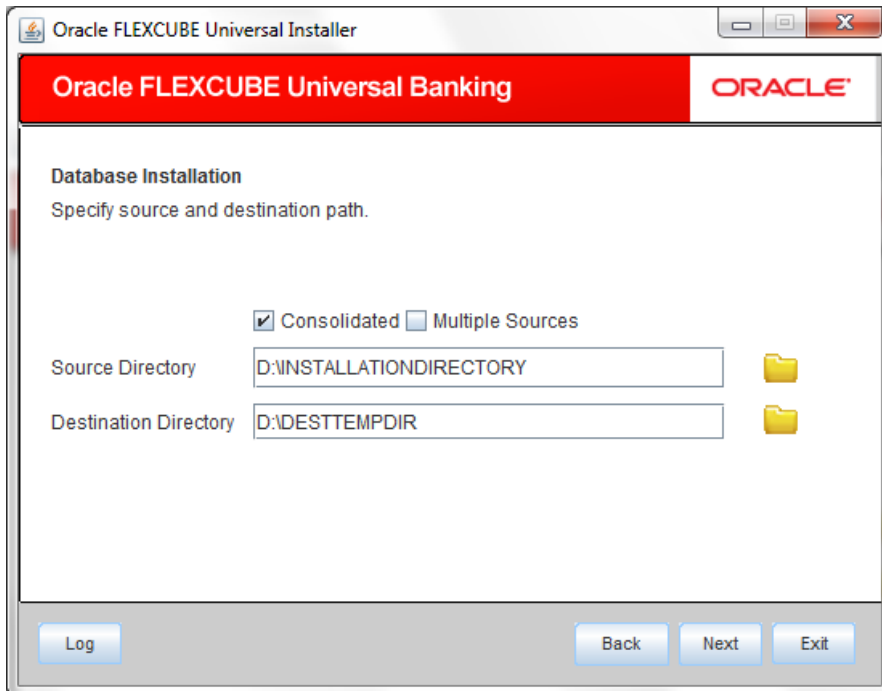 Oracle FLEXCUBE Universal Installer
Oracle FLEXCUBE Universal Banking
ORACLE
Database Installation
Specify source and destination path.
Consolidated Multiple Sources
Source Directory D:\INSTALLATIONDIRECTORY
Destination Directory D:\DESTTEMPDIR
Log Back Next Exit